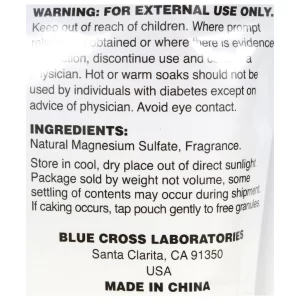 WARNING: FOR EXTERNAL USE ONLY.
Keep out of reach of children. Where prompt
obtained or where there is evidence
discontinue use and
physician. Hot or warm soaks should not be
used by individuals with diabetes except on
advice of physician. Avoid eye contact.
INGREDIENTS:
Natural Magnesium Sulfate, Fragrance.
Store in cool, dry place out of direct sunlight
Package sold by weight not volume, some
settling of contents may occur during shipment.
If caking occurs, tap pouch gently to free granules.
BLUE CROSS LABORATORIES
Santa Clarita, CA 91350
USA
MADE IN CHINA